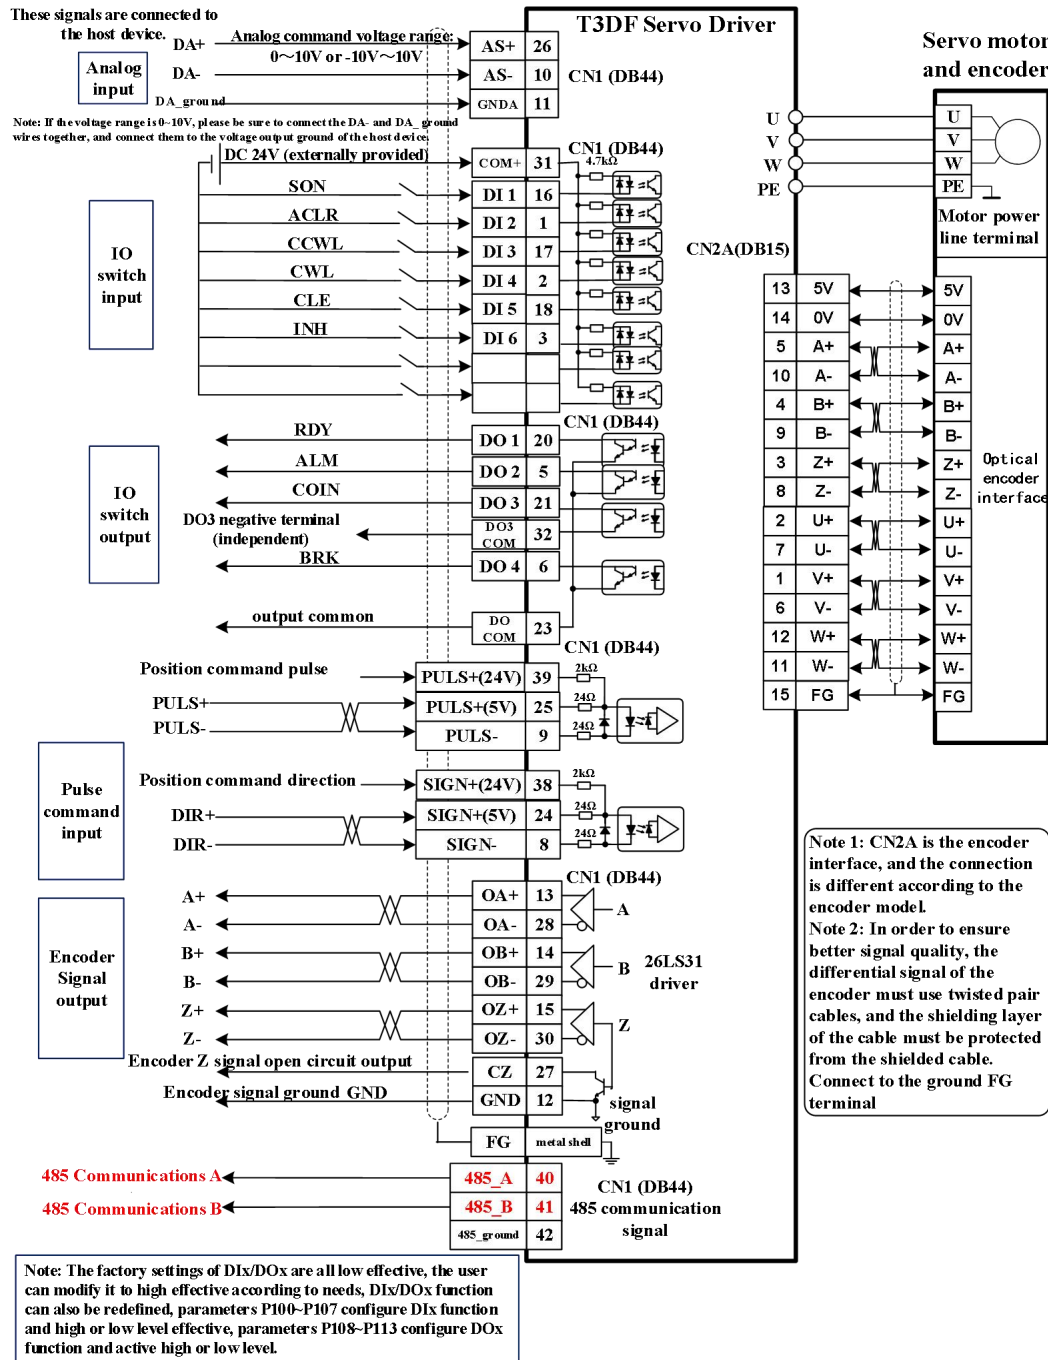 These signals are connected to
the host device.
T3DF Servo Driver
Servo motor
and encoder
Analog
input
DA+
Analog command voltage range:
0～10V or -10V～10V
DA-
DA_ground
AS+ 26
AS- 10
GNDA 11
CN1 (DB44)
Note: If the voltage range is 0~10V, please be sure to connect the DA- and DA_ground
wires together, and connect them to the voltage output ground of the host device.
DC 24V (externally provided)
COM+ 31
CN1 (DB44)
4.7kΩ
IO
switch
input
SON
DI 1 16
ACLR
DI 2 1
CCWL
DI 3 17
CWL
DI 4 2
CLE
DI 5 18
INH
DI 6 3
CN1 (DB44)
IO
switch
output
RDY
DO 1 20
ALM
DO 2 5
COIN
DO 3 21
DO3 negative terminal
(independent)
DO3
COM
32
BRK
DO 4 6
output common
DO
COM
23
CN1 (DB44)
Pulse
command
input
Position command pulse
PULS+(24V) 39
2kΩ
PULS+
PULS+(5V) 25
24Ω
PULS-
PULS- 9
24Ω
Position command direction
SIGN+(24V) 38
2kΩ
DIR+
SIGN+(5V) 24
24Ω
DIR-
SIGN- 8
24Ω
CN1 (DB44)
Encoder
Signal
output
A+
OA+ 13
A
A-
OA- 28
B+
OB+ 14
B
B-
OB- 29
26LS31
driver
Z+
OZ+ 15
Z
Z-
OZ- 30
Encoder Z signal open circuit output
CZ 27
Encoder signal ground GND
GND 12
signal
ground
FG metal shell
485 Communications A
485_A 40
485 Communications B
485_B 41
485_ground 42
CN1 (DB44)
485 communication
signal
U
V
W
PE
U
V
W
PE
Motor power
line terminal
CN2A(DB15)
13 5V 5V
14 0V 0V
5 A+ A+
10 A- A-
4 B+ B+
9 B- B-
3 Z+ Z+
8 Z- Z-
2 U+ U+
7 U- U-
1 V+ V+
6 V- V-
12 W+ W+
11 W- W-
15 FG FG
Optical
encoder
interface
Note 1: CN2A is the encoder
interface, and the connection
is different according to the
encoder model.
Note 2: In order to ensure
better signal quality, the
differential signal of the
encoder must use twisted pair
cables, and the shielding layer
of the cable must be protected
from the shielded cable.
Connect to the ground FG
terminal
Note: The factory settings of DIx/DOx are all low effective, the user
can modify it to high effective according to needs, DIx/DOx function
can also be redefined, parameters P100~P107 configure DIx function
and high or low level effective, parameters P108~P113 configure DOx
function and active high or low level.